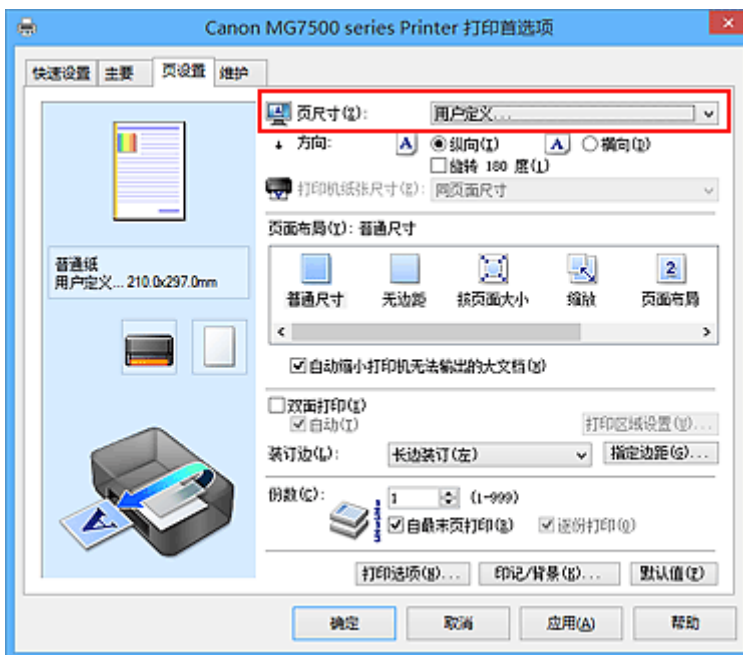 Canon MG7500 series Printer 打印首选项
快速设置 主要 页设置 维护
页尺寸(Z): 用户定义...
方向: A 纵向(I) A 横向(D)
旋转 180 度(L)
打印机纸张尺寸(E): 同页面尺寸
页面布局(Y): 普通尺寸
普通纸
用户定义... 210.0x297.0mm
普通尺寸 无边距 按页面大小 缩放 页面布局
自动缩小打印机无法输出的大文档(X)
双面打印(X)
自动(T)
打印区域设置(U)...
装订边(L): 长边装订(左) 指定边距(G)...
份数(C): 1 (1-999)
自最末页打印(R) 逐份打印(O)
打印选项(N)... 印记/背景(K)... 默认值(F)
确定 取消 应用(A) 帮助